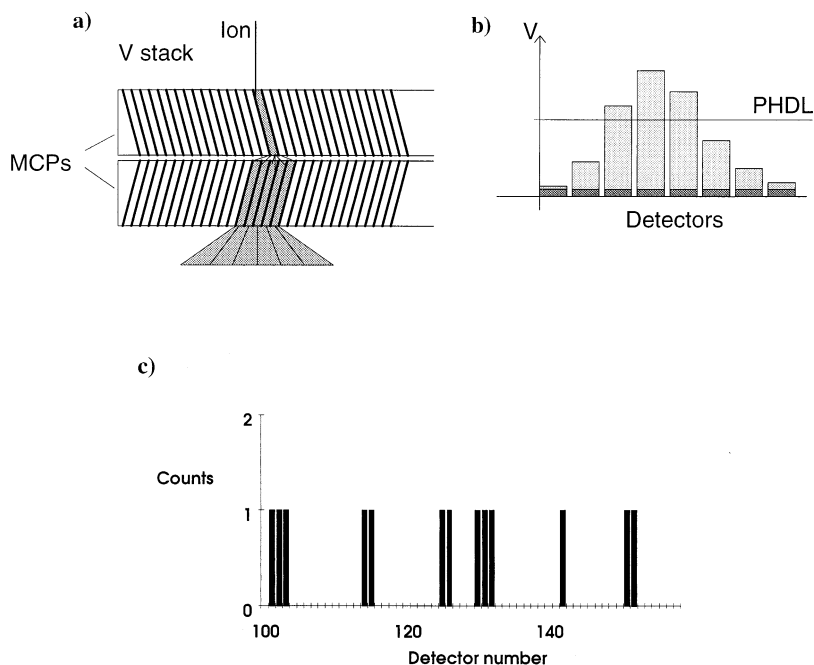 a)
V stack
Ion
MCPs
b)
V
PHDL
Detectors
c)
2
Counts
1
0
100 120 140
Detector number